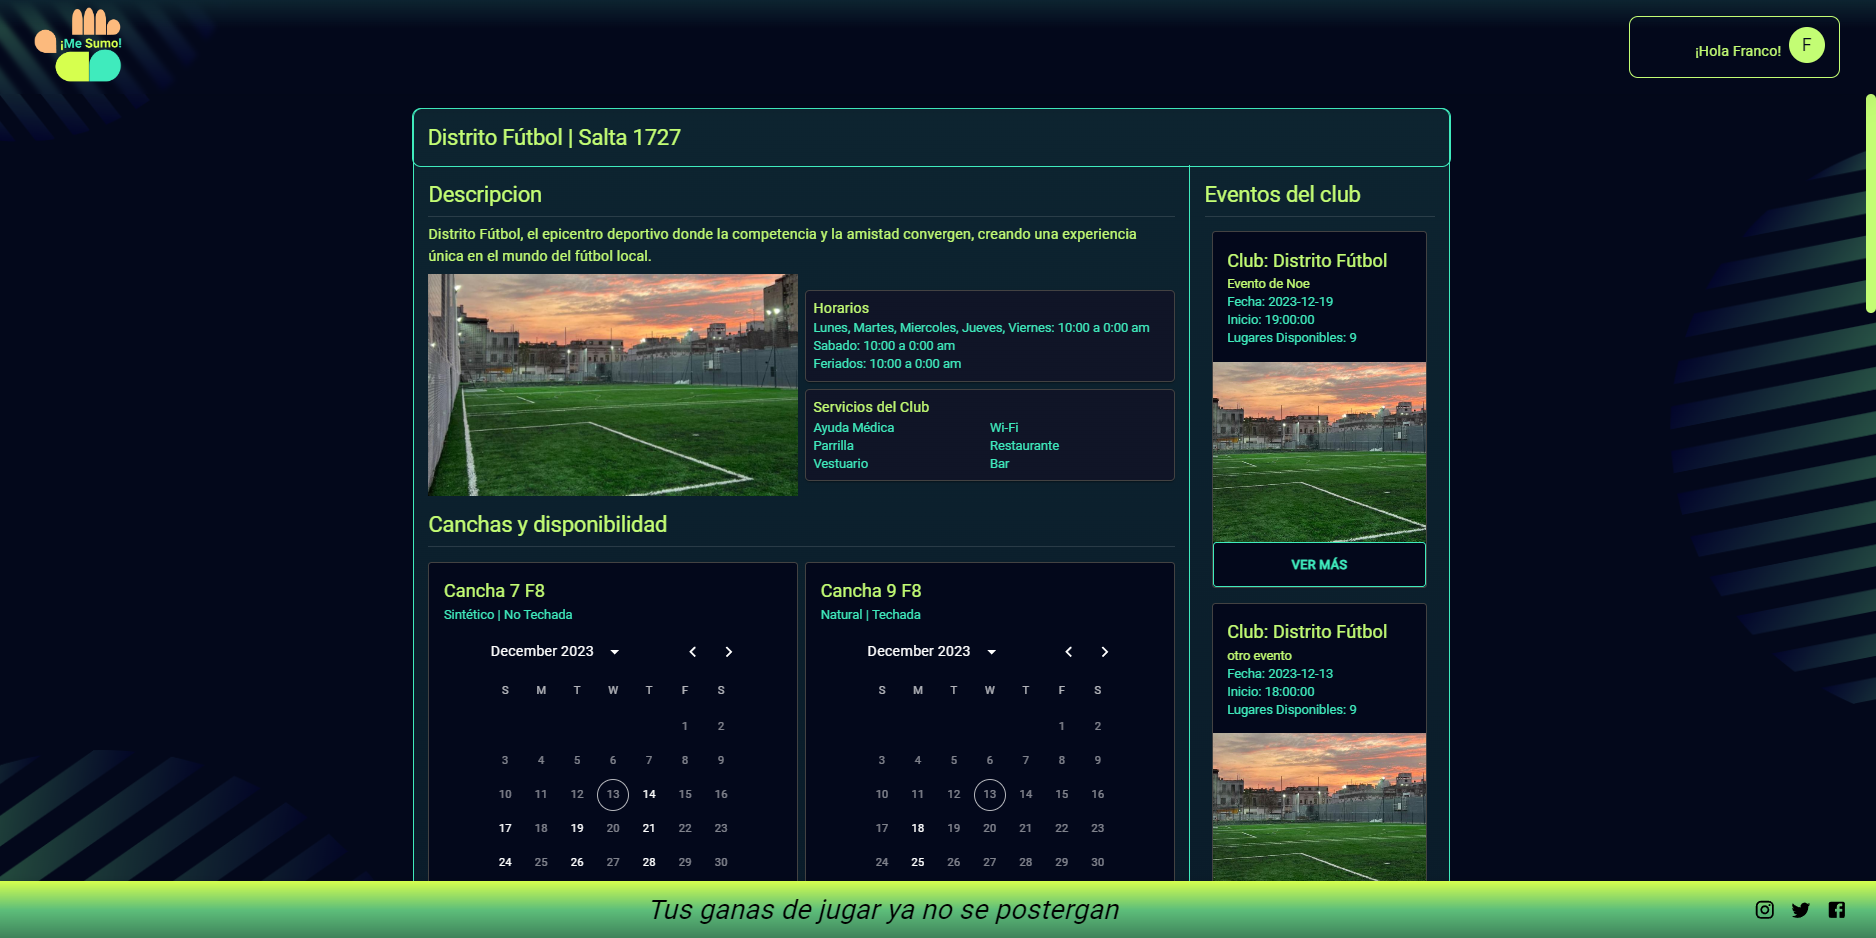 ¡Me Sumo!
¡Hola Franco!
F
Distrito Fútbol | Salta 1727
Descripcion
Distrito Fútbol, el epicentro deportivo donde la competencia y la amistad convergen, creando una experiencia
única en el mundo del fútbol local.
Horarios
Lunes, Martes, Miercoles, Jueves, Viernes: 10:00 a 0:00 am
Sabado: 10:00 a 0:00 am
Feriados: 10:00 a 0:00 am
Servicios del Club
Ayuda Médica Wi-Fi
Parrilla Restaurante
Vestuario Bar
Canchas y disponibilidad
Cancha 7 F8
Sintético | No Techada
December 2023
S M T W T F S
1 2
3 4 5 6 7 8 9
10 11 12 13 14 15 16
17 18 19 20 21 22 23
24 25 26 27 28 29 30
Cancha 9 F8
Natural | Techada
December 2023
S M T W T F S
1 2
3 4 5 6 7 8 9
10 11 12 13 14 15 16
17 18 19 20 21 22 23
24 25 26 27 28 29 30
Eventos del club
Club: Distrito Fútbol
Evento de Noe
Fecha: 2023-12-19
Inicio: 19:00:00
Lugares Disponibles: 9
VER MÁS
Club: Distrito Fútbol
otro evento
Fecha: 2023-12-13
Inicio: 18:00:00
Lugares Disponibles: 9
Tus ganas de jugar ya no se postergan